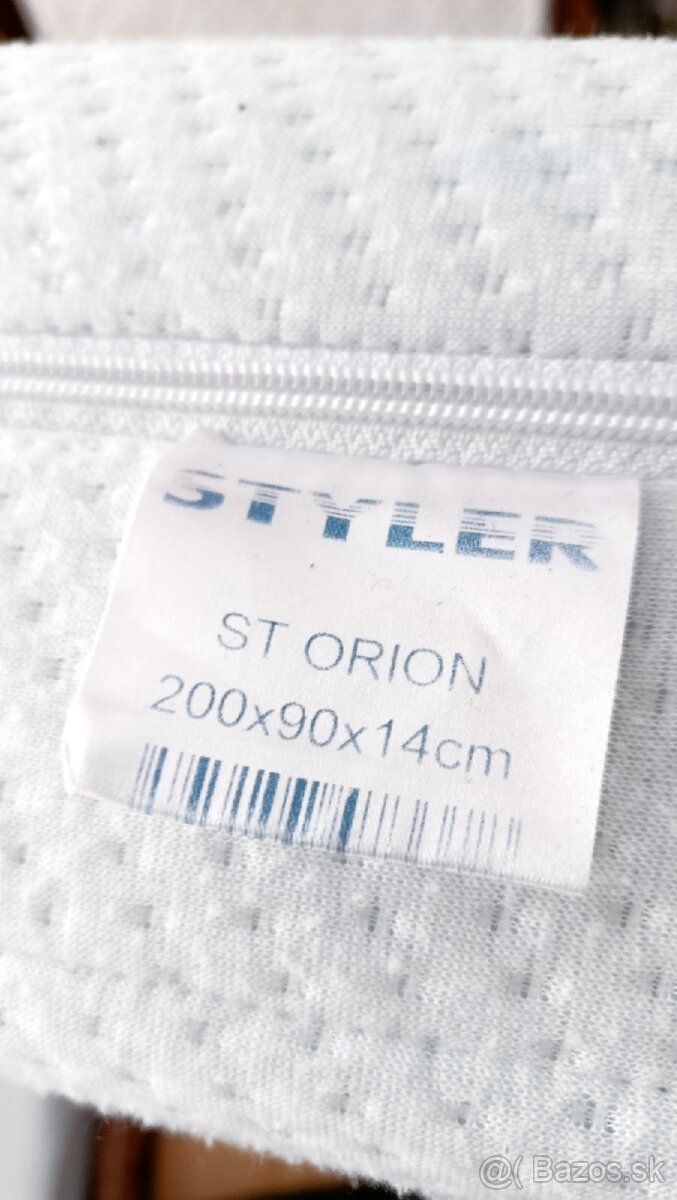 STYLER
ST ORION
200x90x14cm
@( Bazos.sk